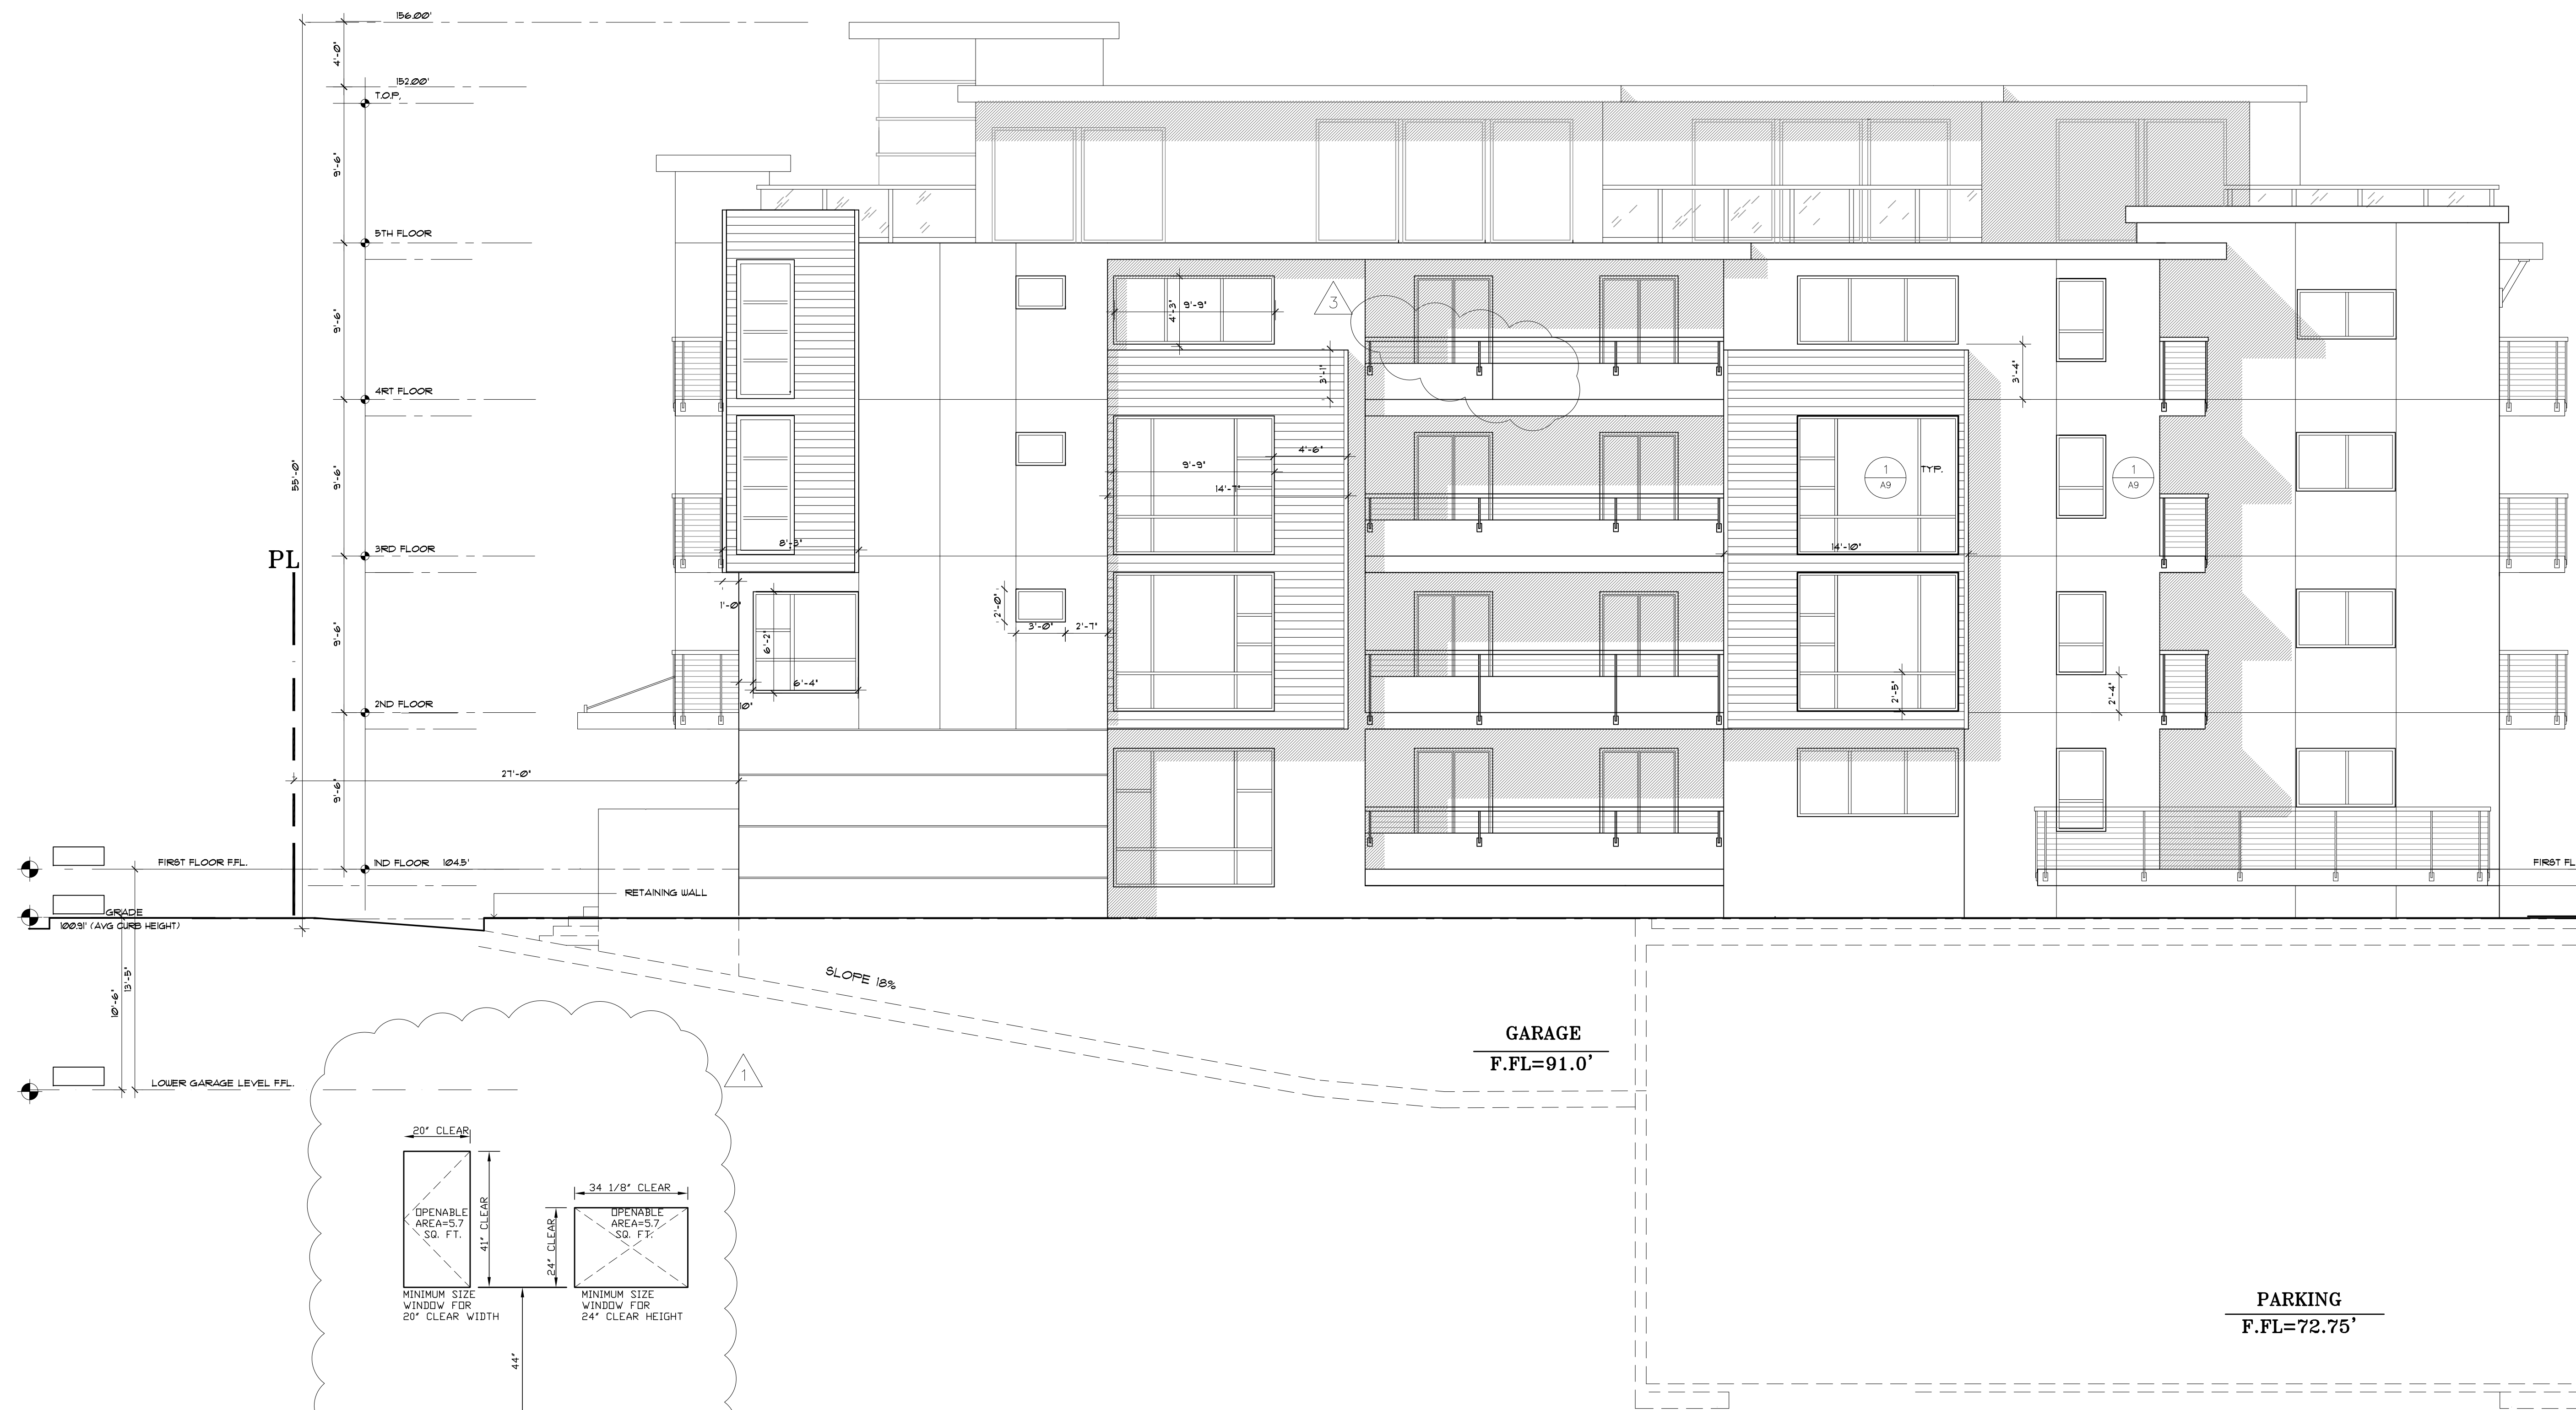 156.00'
4'-0"
152.00'
T.O.P.
9'-6"
5TH FLOOR
9'-6"
4RT FLOOR
55'-0"
9'-6"
3RD FLOOR
PL
9'-6"
2ND FLOOR
9'-6"
27'-0"
FIRST FLOOR F.FL.
1ND FLOOR 104.5'
RETAINING WALL
GRADE
100.91' (AVG CURB HEIGHT)
13'-5"
10'-6"
LOWER GARAGE LEVEL F.FL.
SLOPE 18%
8'-3"
1'-0"
6'-2"
6'-4"
10"
2'-0"
3'-0"
2'-7"
4'-3"
9'-9"
3
3'-1"
4'-6"
9'-9"
14'-7"
1
A9
TYP.
14'-10"
2'-5"
3'-4"
1
A9
2'-4"
FIRST FL
GARAGE
F.FL=91.0'
PARKING
F.FL=72.75'
1
20" CLEAR
OPENABLE
AREA=5.7
SQ. FT.
41" CLEAR
34 1/8" CLEAR
OPENABLE
AREA=5.7
SQ. FT.
24" CLEAR
MINIMUM SIZE
WINDOW FOR
20" CLEAR WIDTH
MINIMUM SIZE
WINDOW FOR
24" CLEAR HEIGHT
44"